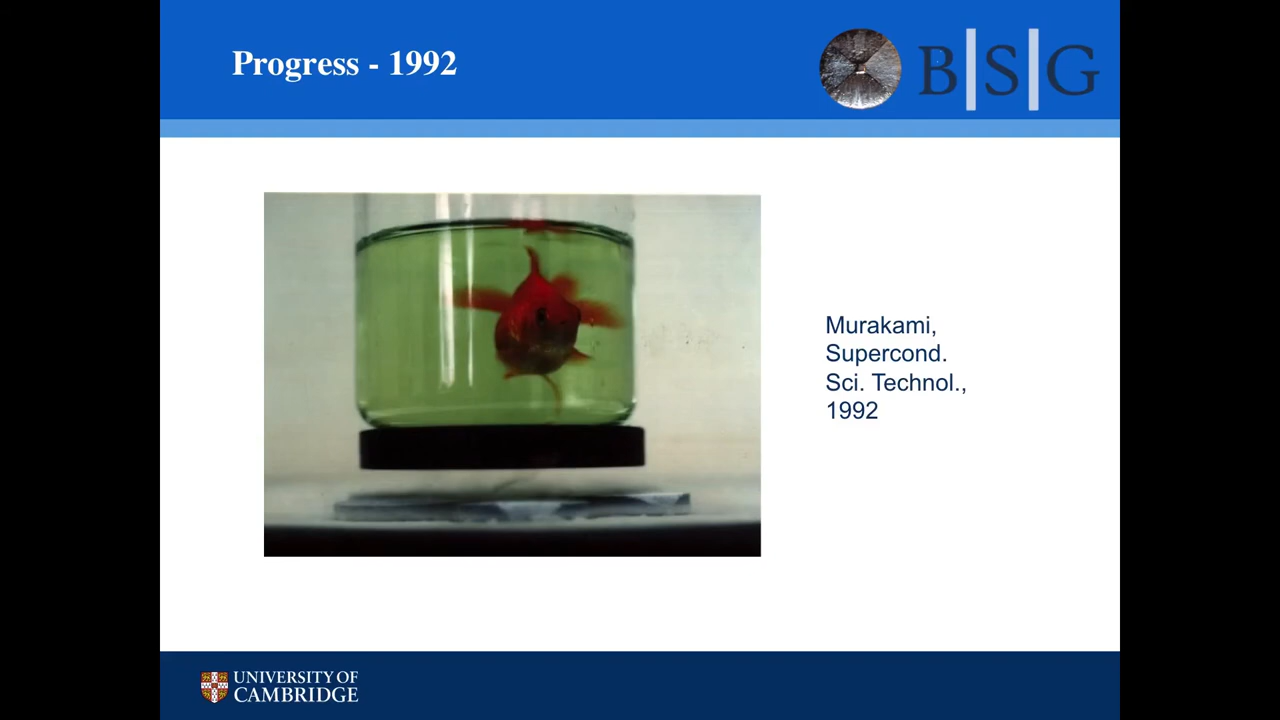 Progress - 1992
B|S|G
Murakami,
Supercond.
Sci. Technol.,
1992
UNIVERSITY OF
CAMBRIDGE